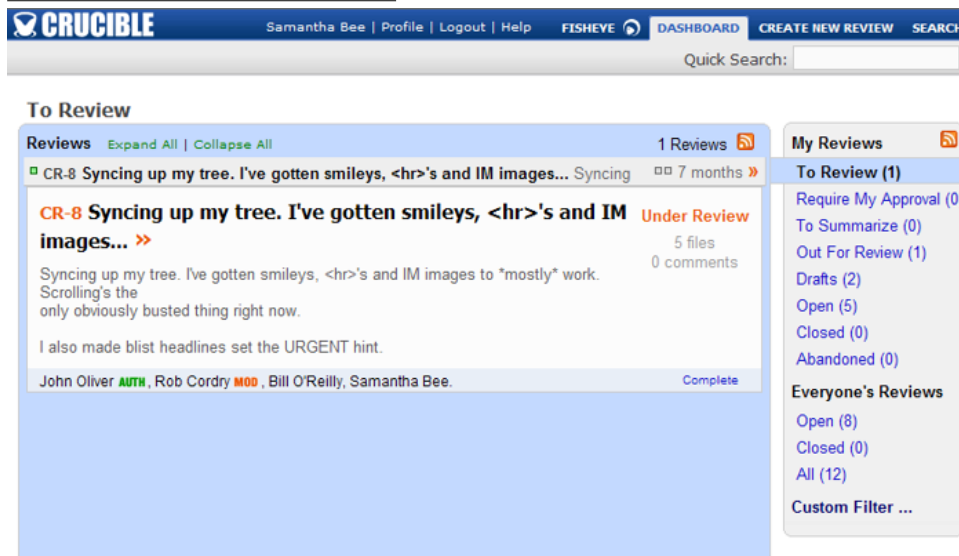 CRUCIBLE Samantha Bee | Profile | Logout | Help FISHEYE DASHBOARD CREATE NEW REVIEW SEARCH
Quick Search:
To Review
Reviews Expand All | Collapse All 1 Reviews
CR-8 Syncing up my tree. I've gotten smileys, <hr>'s and IM images... Syncing 7 months »
CR-8 Syncing up my tree. I've gotten smileys, <hr>'s and IM
images... »
Under Review
5 files
0 comments
Syncing up my tree. I've gotten smileys, <hr>'s and IM images to *mostly* work.
Scrolling's the
only obviously busted thing right now.
I also made blist headlines set the URGENT hint.
John Oliver AUTH , Rob Cordry MOD , Bill O'Reilly, Samantha Bee. Complete
My Reviews
To Review (1)
Require My Approval (0
To Summarize (0)
Out For Review (1)
Drafts (2)
Open (5)
Closed (0)
Abandoned (0)
Everyone's Reviews
Open (8)
Closed (0)
All (12)
Custom Filter ...